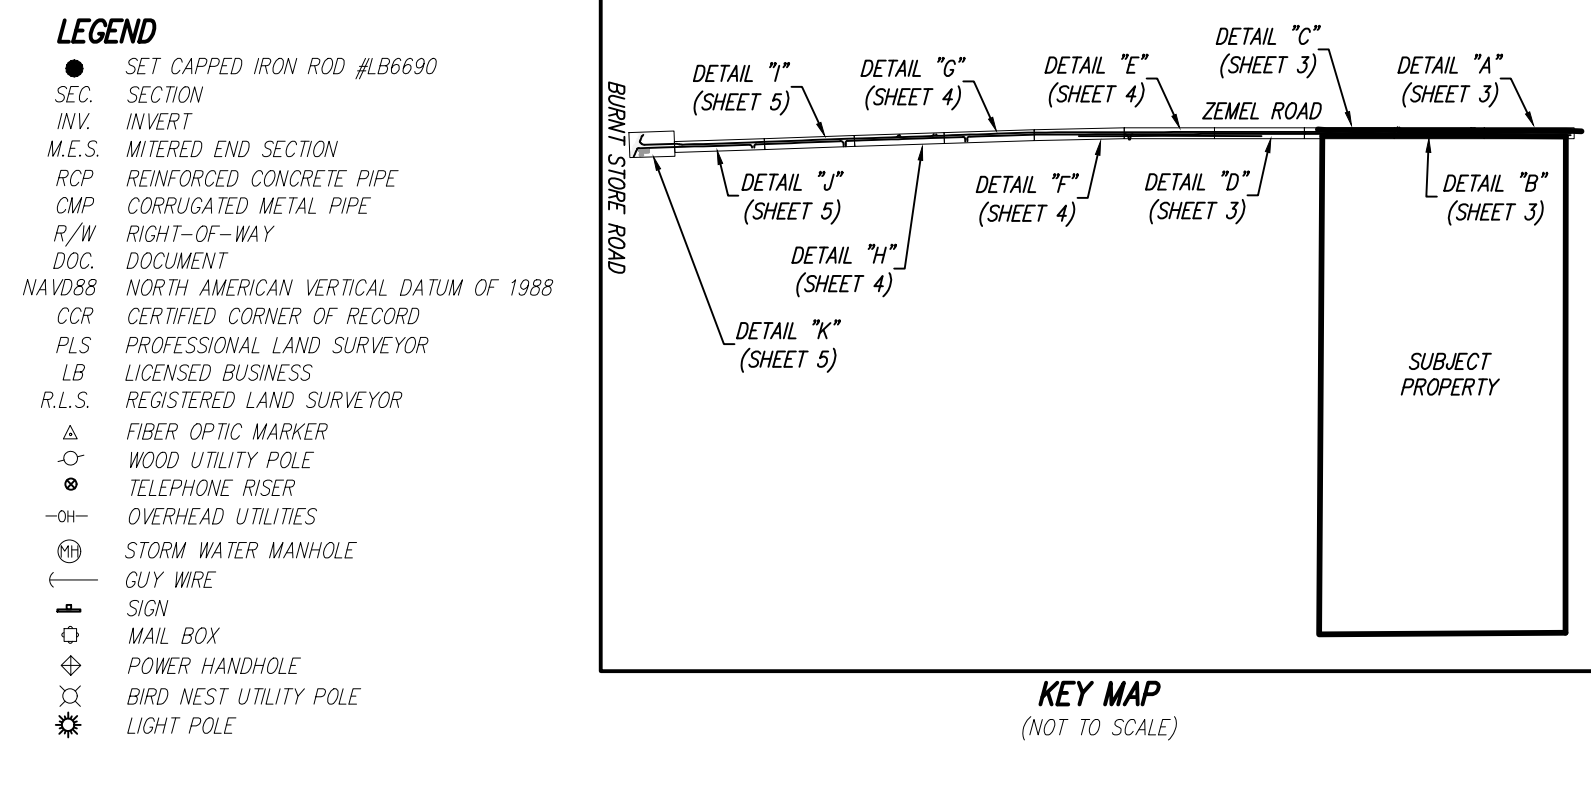 LEGEND
SET CAPPED IRON ROD #LB6690
SEC. SECTION
INV. INVERT
M.E.S. MITERED END SECTION
RCP REINFORCED CONCRETE PIPE
CMP CORRUGATED METAL PIPE
R/W RIGHT-OF-WAY
DOC. DOCUMENT
NAVD88 NORTH AMERICAN VERTICAL DATUM OF 1988
CCR CERTIFIED CORNER OF RECORD
PLS PROFESSIONAL LAND SURVEYOR
LB LICENSED BUSINESS
R.L.S. REGISTERED LAND SURVEYOR
FIBER OPTIC MARKER
WOOD UTILITY POLE
TELEPHONE RISER
-OH- OVERHEAD UTILITIES
MH STORM WATER MANHOLE
GUY WIRE
SIGN
MAIL BOX
POWER HANDHOLE
BIRD NEST UTILITY POLE
LIGHT POLE
BURNT STORE ROAD
DETAIL "I"
(SHEET 5)
DETAIL "G"
(SHEET 4)
DETAIL "E"
(SHEET 4)
DETAIL "C"
(SHEET 3)
DETAIL "A"
(SHEET 3)
ZEMEL ROAD
DETAIL "J"
(SHEET 5)
DETAIL "F"
(SHEET 4)
DETAIL "D"
(SHEET 3)
DETAIL "B"
(SHEET 3)
DETAIL "H"
(SHEET 4)
DETAIL "K"
(SHEET 5)
SUBJECT
PROPERTY
KEY MAP
(NOT TO SCALE)